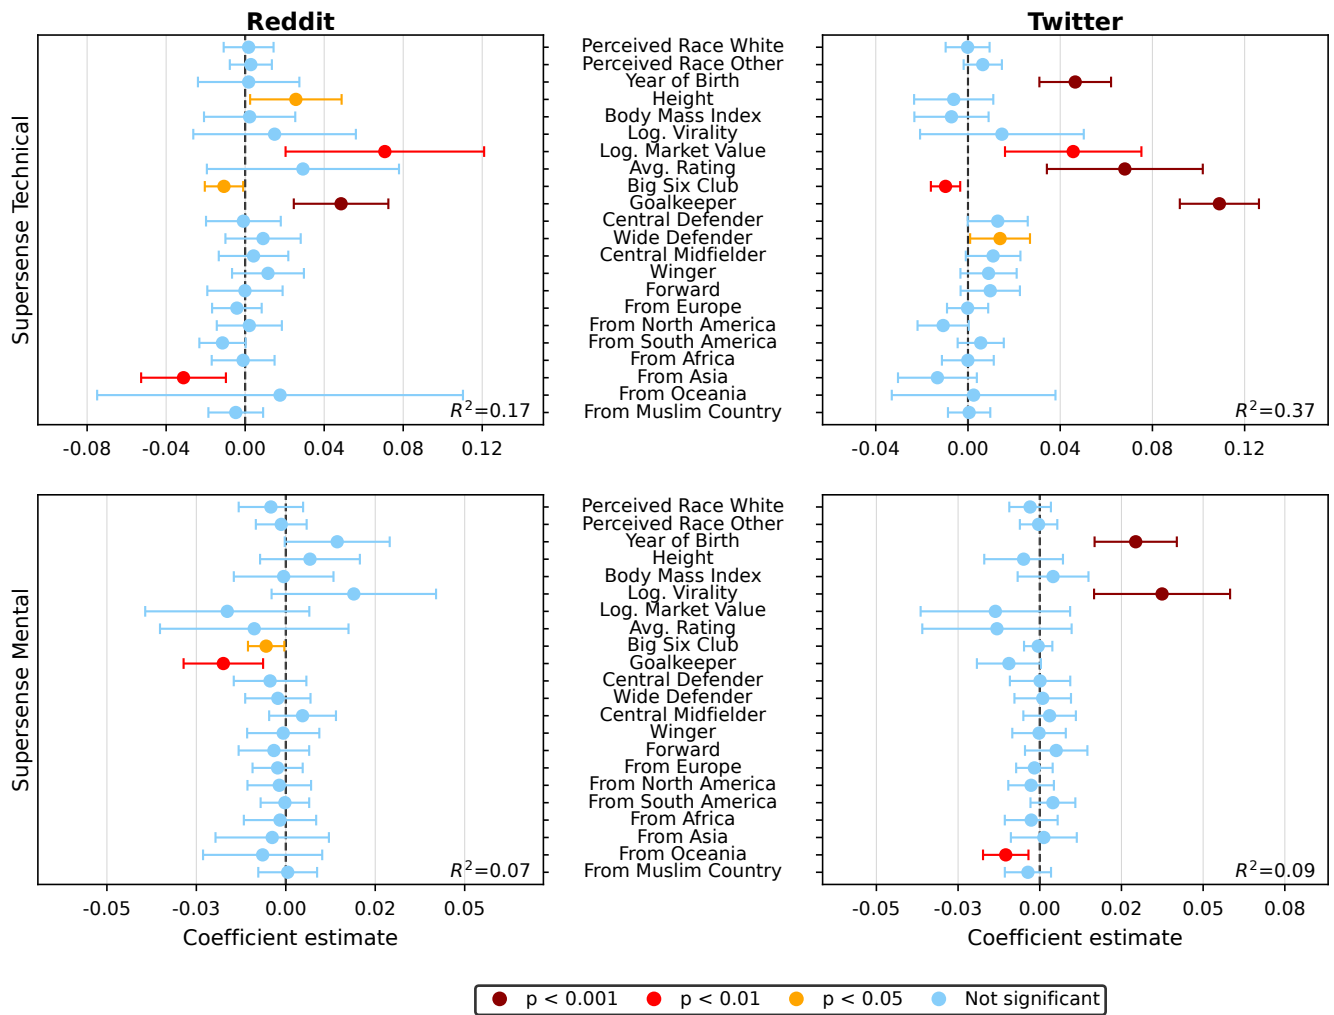 Reddit
Twitter
Supersense Technical
Perceived Race White
Perceived Race Other
Year of Birth
Height
Body Mass Index
Log. Virality
Log. Market Value
Avg. Rating
Big Six Club
Goalkeeper
Central Defender
Wide Defender
Central Midfielder
Winger
Forward
From Europe
From North America
From South America
From Africa
From Asia
From Oceania
From Muslim Country
R²=0.17
R²=0.37
-0.08 -0.04 0.00 0.04 0.08 0.12
-0.04 0.00 0.04 0.08 0.12
Supersense Mental
Perceived Race White
Perceived Race Other
Year of Birth
Height
Body Mass Index
Log. Virality
Log. Market Value
Avg. Rating
Big Six Club
Goalkeeper
Central Defender
Wide Defender
Central Midfielder
Winger
Forward
From Europe
From North America
From South America
From Africa
From Asia
From Oceania
From Muslim Country
R²=0.07
R²=0.09
-0.05 -0.03 0.00 0.02 0.05
-0.05 -0.03 0.00 0.02 0.05 0.08
Coefficient estimate
Coefficient estimate
p < 0.001 p < 0.01 p < 0.05 Not significant